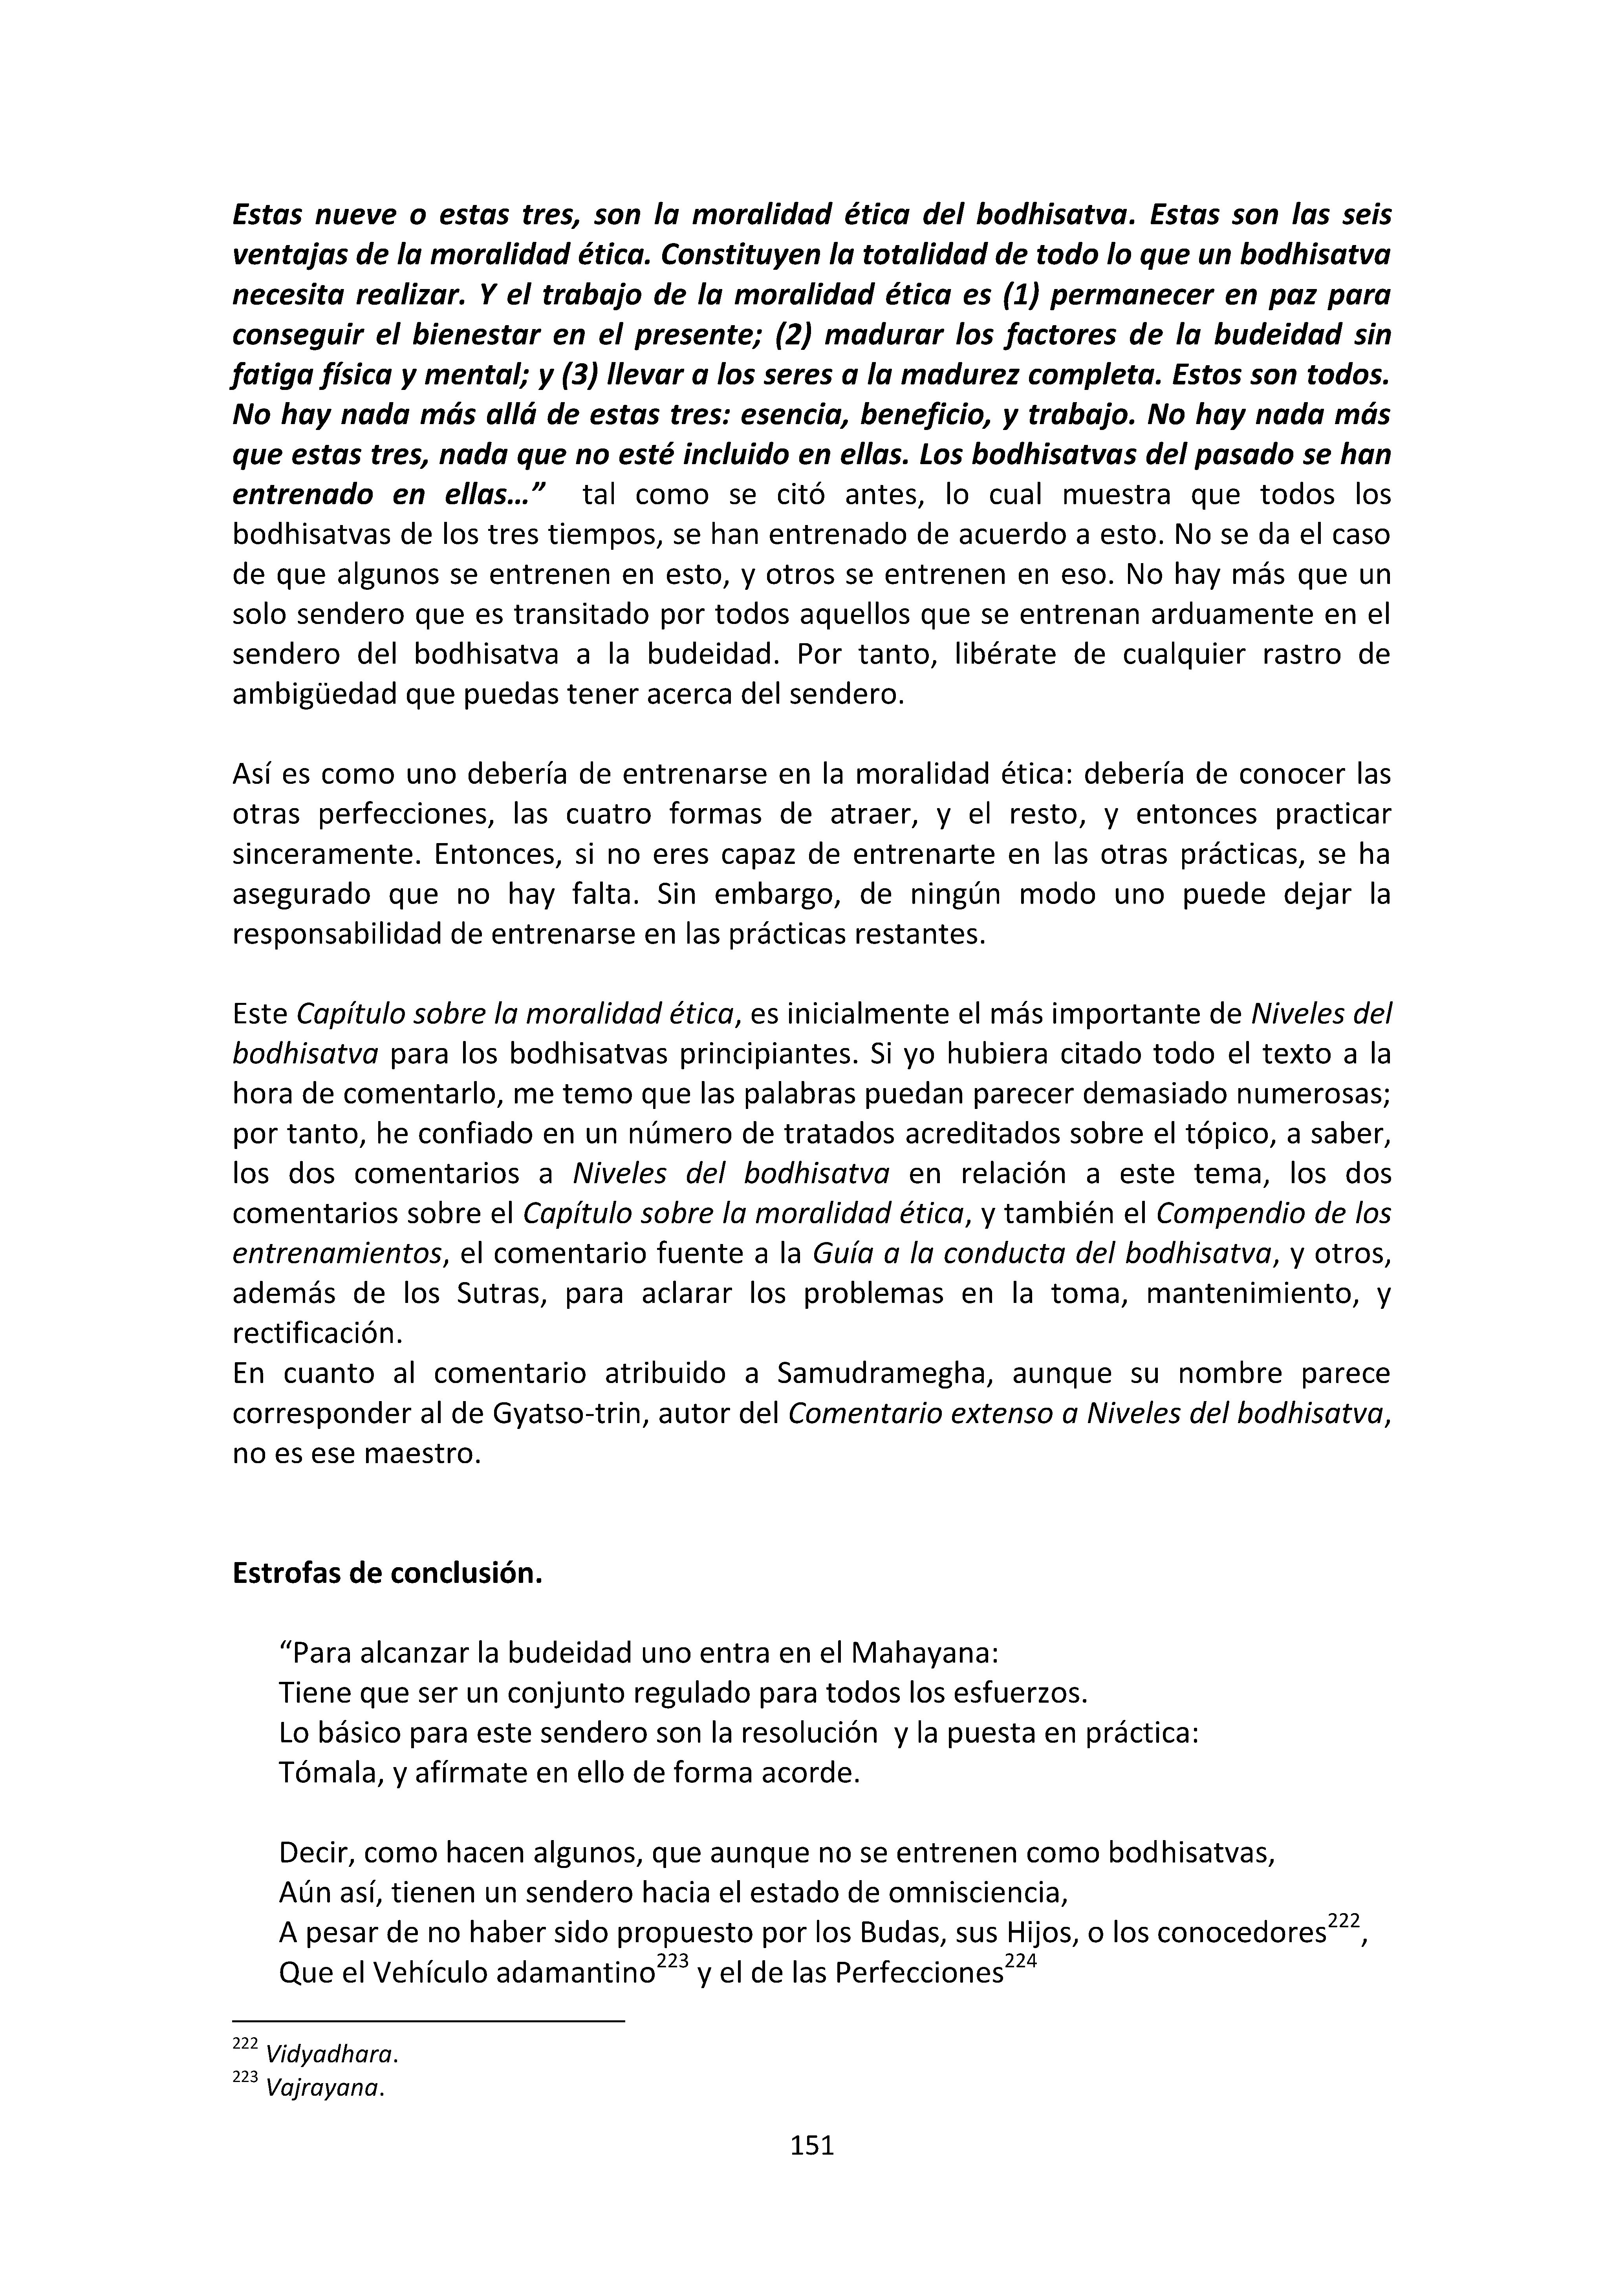 Estas nueve o estas tres, son la moralidad ética del bodhisatva. Estas son las seis
ventajas de la moralidad ética. Constituyen la totalidad de todo lo que un bodhisatva
necesita realizar. Y el trabajo de la moralidad ética es (1) permanecer en paz para
conseguir el bienestar en el presente; (2) madurar los factores de la budeidad sin
fatiga física y mental; y (3) llevar a los seres a la madurez completa. Estos son todos.
No hay nada más allá de estas tres: esencia, beneficio, y trabajo. No hay nada más
que estas tres, nada que no esté incluido en ellas. Los bodhisatvas del pasado se han
entrenado en ellas…” tal como se citó antes, lo cual muestra que todos los
bodhisatvas de los tres tiempos, se han entrenado de acuerdo a esto. No se da el caso
de que algunos se entrenen en esto, y otros se entrenen en eso. No hay más que un
solo sendero que es transitado por todos aquellos que se entrenan arduamente en el
sendero del bodhisatva a la budeidad. Por tanto, libérate de cualquier rastro de
ambigüedad que puedas tener acerca del sendero.
Así es como uno debería de entrenarse en la moralidad ética: debería de conocer las
otras perfecciones, las cuatro formas de atraer, y el resto, y entonces practicar
sinceramente. Entonces, si no eres capaz de entrenarte en las otras prácticas, se ha
asegurado que no hay falta. Sin embargo, de ningún modo uno puede dejar la
responsabilidad de entrenarse en las prácticas restantes.
Este Capítulo sobre la moralidad ética, es inicialmente el más importante de Niveles del
bodhisatva para los bodhisatvas principiantes. Si yo hubiera citado todo el texto a la
hora de comentarlo, me temo que las palabras puedan parecer demasiado numerosas;
por tanto, he confiado en un número de tratados acreditados sobre el tópico, a saber,
los dos comentarios a Niveles del bodhisatva en relación a este tema, los dos
comentarios sobre el Capítulo sobre la moralidad ética, y también el Compendio de los
entrenamientos, el comentario fuente a la Guía a la conducta del bodhisatva, y otros,
además de los Sutras, para aclarar los problemas en la toma, mantenimiento, y
rectificación.
En cuanto al comentario atribuido a Samudramegha, aunque su nombre parece
corresponder al de Gyatso-trin, autor del Comentario extenso a Niveles del bodhisatva,
no es ese maestro.
Estrofas de conclusión.
“Para alcanzar la budeidad uno entra en el Mahayana:
Tiene que ser un conjunto regulado para todos los esfuerzos.
Lo básico para este sendero son la resolución y la puesta en práctica:
Tómala, y afírmate en ello de forma acorde.
Decir, como hacen algunos, que aunque no se entrenen como bodhisatvas,
Aún así, tienen un sendero hacia el estado de omnisciencia,
A pesar de no haber sido propuesto por los Budas, sus Hijos, o los conocedores222,
Que el Vehículo adamantino223 y el de las Perfecciones224
222 Vidyadhara.
223 Vajrayana.
151